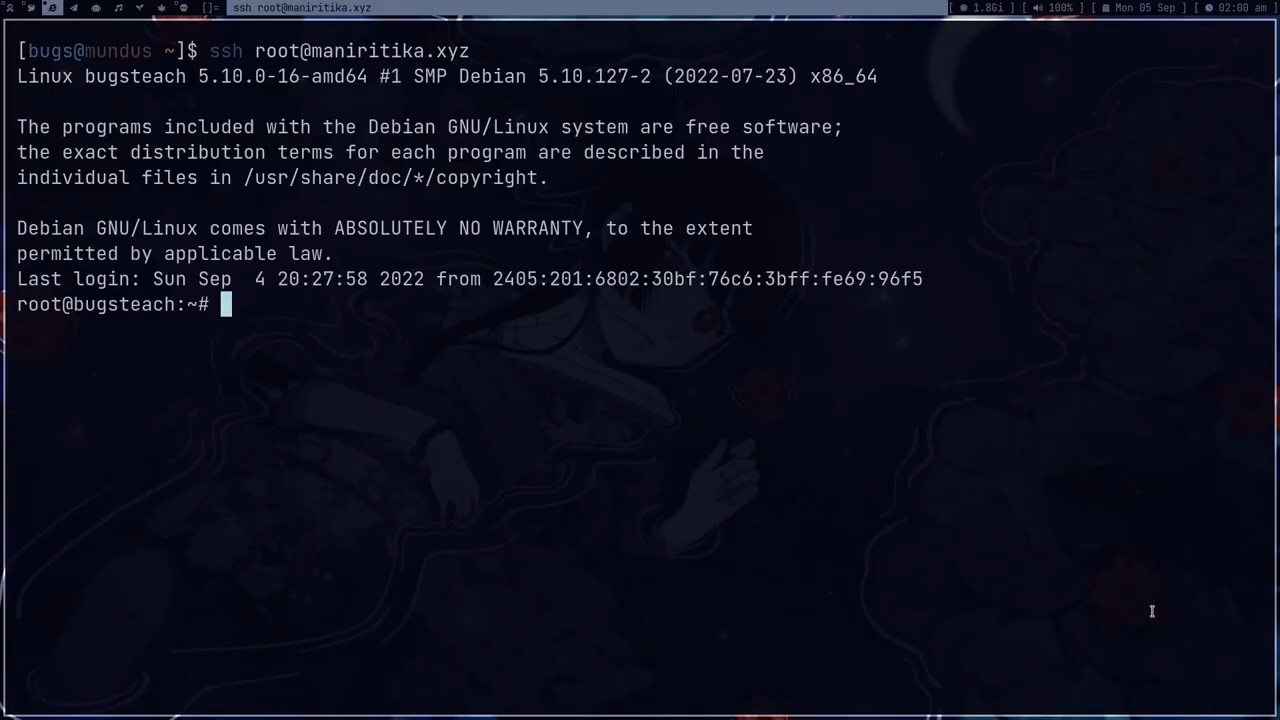 []= ssh root@maniritika.xyz [ 1.8Gi ] [ 100% ] [ Mon 05 Sep ] [ 02:00 am ]
[bugs@mundus ~]$ ssh root@maniritika.xyz
Linux bugsteach 5.10.0-16-amd64 #1 SMP Debian 5.10.127-2 (2022-07-23) x86_64
The programs included with the Debian GNU/Linux system are free software;
the exact distribution terms for each program are described in the
individual files in /usr/share/doc/*/copyright.
Debian GNU/Linux comes with ABSOLUTELY NO WARRANTY, to the extent
permitted by applicable law.
Last login: Sun Sep  4 20:27:58 2022 from 2405:201:6802:30bf:76c6:3bff:fe69:96f5
root@bugsteach:~#